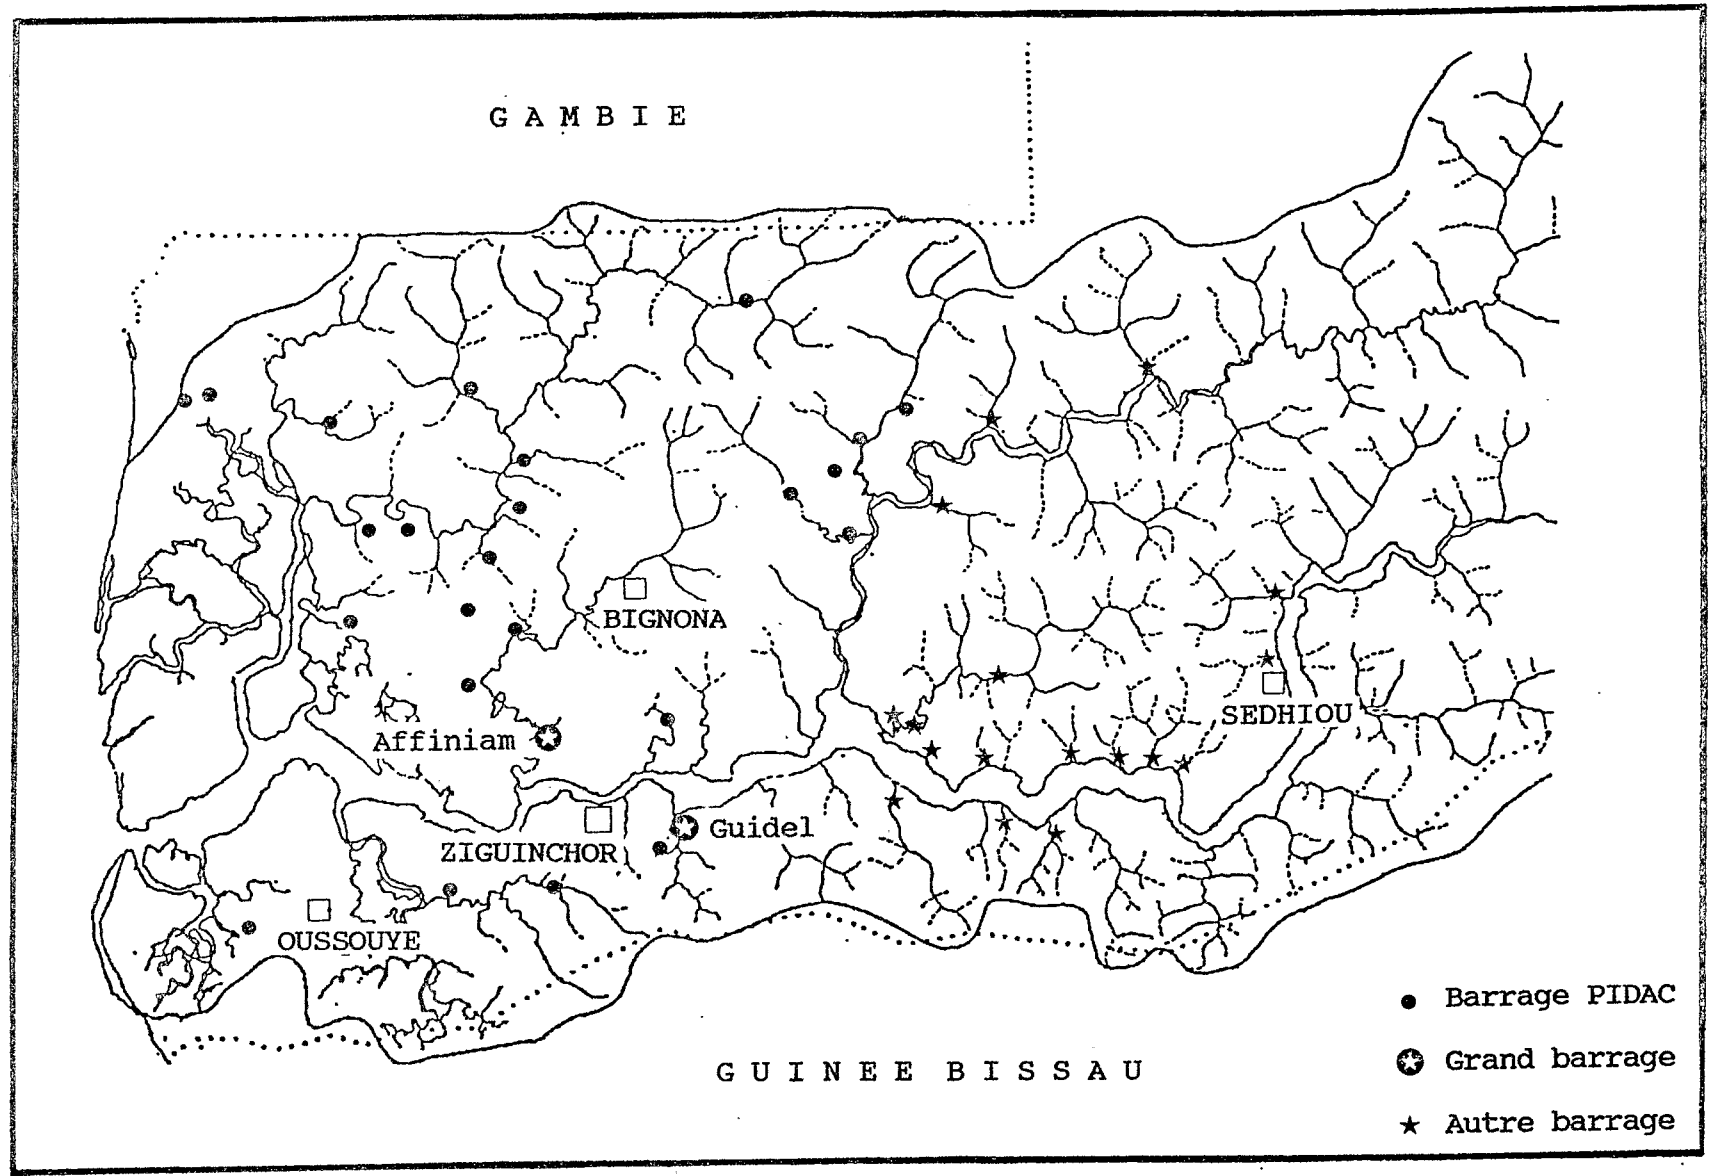 GAMBIE
BIGNONA
SEDHIOU
Affiniam
Guidel
ZIGUINCHOR
OUSSOUYE
Barrage PIDAC
Grand barrage
GUINEE BISSAU
Autre barrage